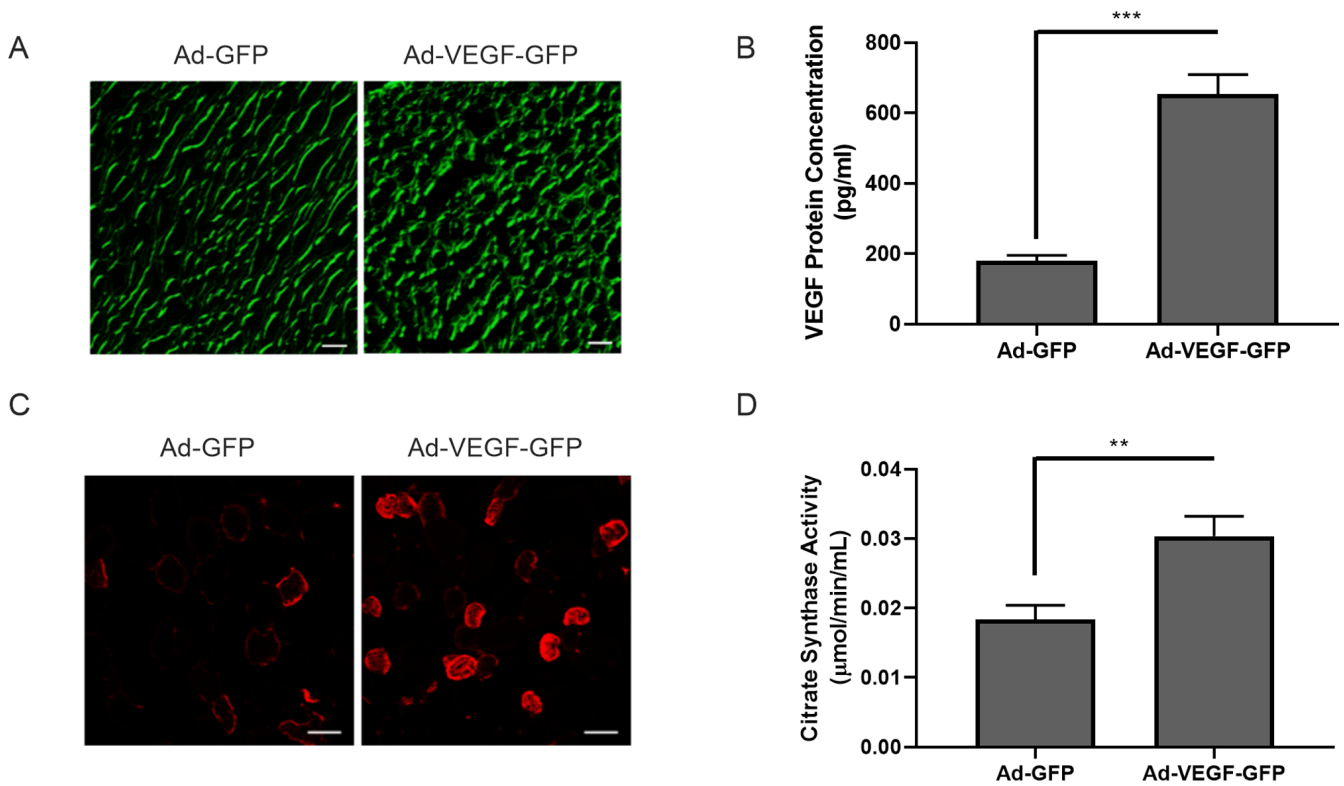 A
Ad-GFP
Ad-VEGF-GFP
B
***
VEGF Protein Concentration
(pg/ml)
800
600
400
200
0
Ad-GFP
Ad-VEGF-GFP
C
Ad-GFP
Ad-VEGF-GFP
D
**
Citrate Synthase Activity
(μmol/min/mL)
0.04
0.03
0.02
0.01
0.00
Ad-GFP
Ad-VEGF-GFP